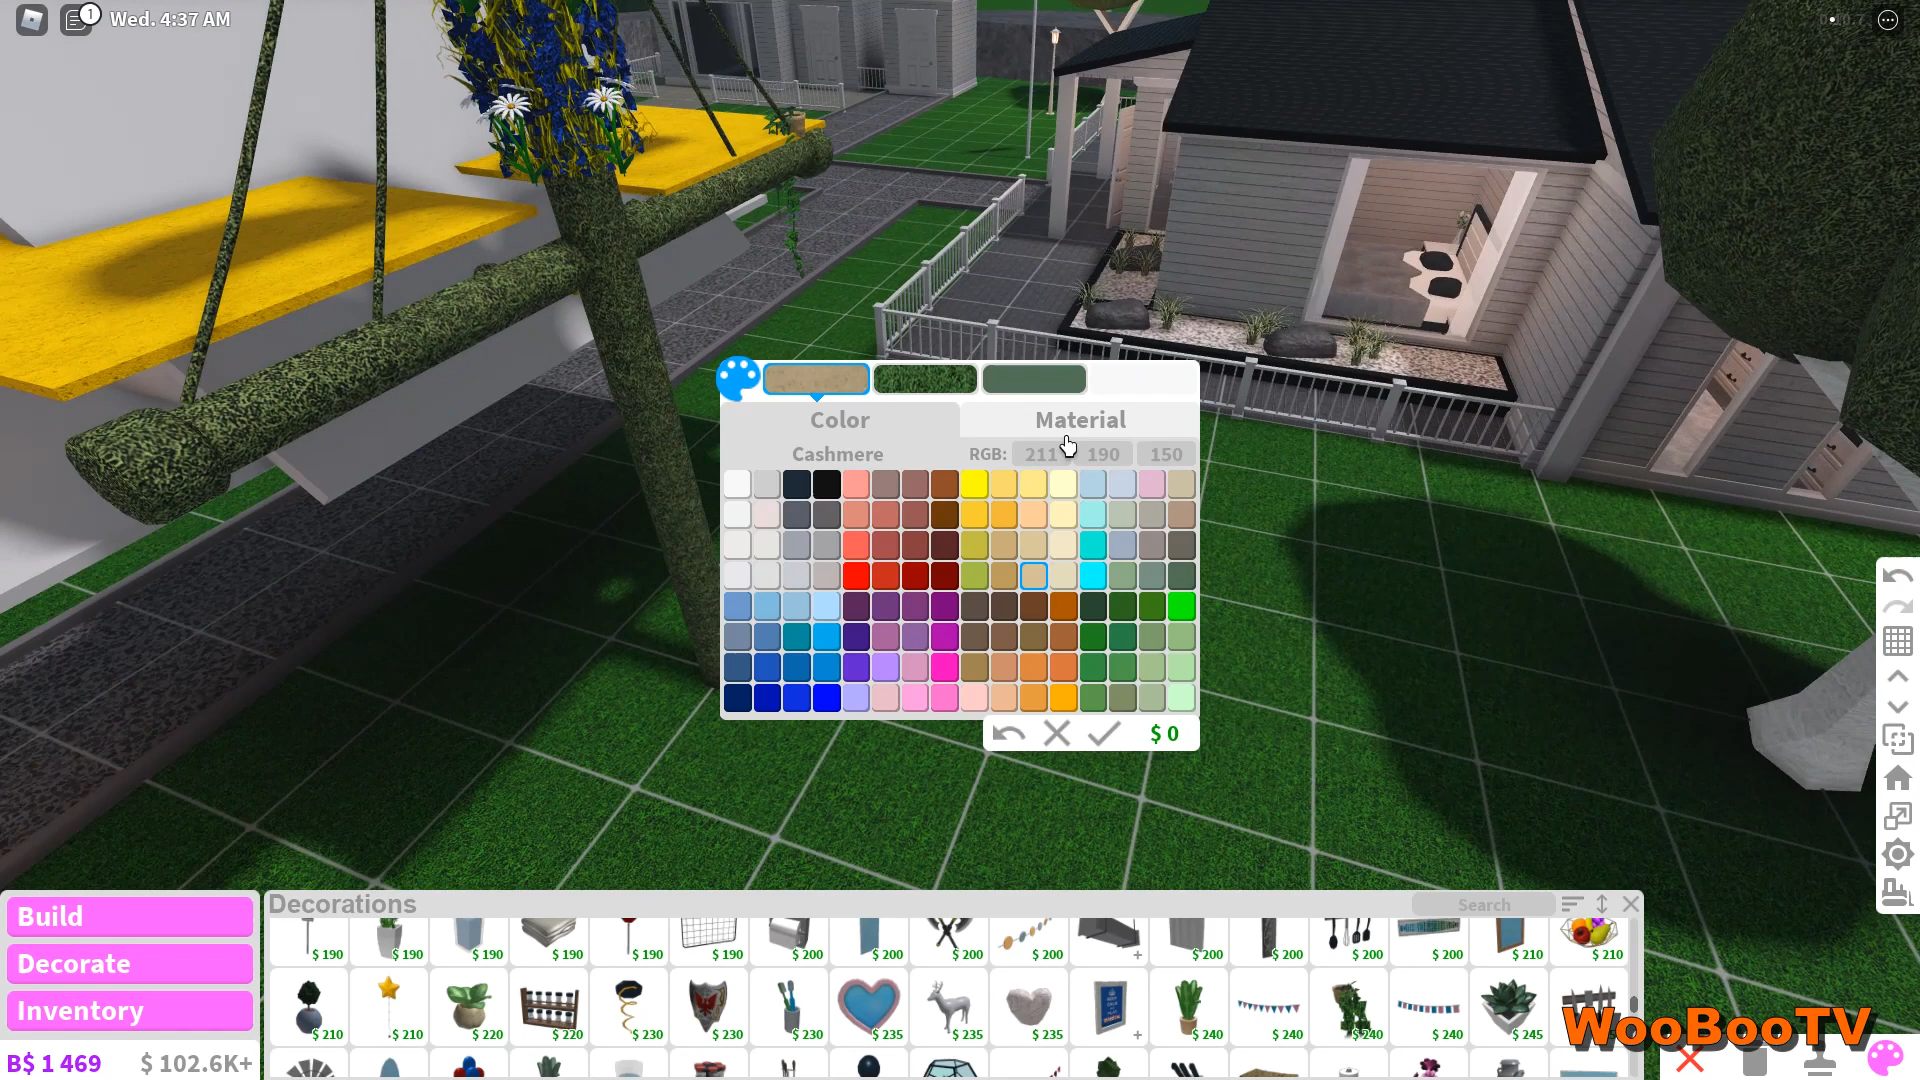 1
Wed. 4:37 AM
Color
Material
Cashmere
RGB:
211
190
150
$ 0
Build
Decorate
Inventory
B$ 1 469
$ 102.6K+
Decorations
Search
$ 190
$ 190
$ 190
$ 190
$ 190
$ 190
$ 200
$ 200
$ 200
$ 200
+
$ 200
$ 200
$ 200
$ 200
$ 210
$ 210
$ 210
$ 210
$ 220
$ 220
$ 230
$ 230
$ 230
$ 235
$ 235
$ 235
+
$ 240
$ 240
$ 240
$ 240
$ 245
WooBooTV